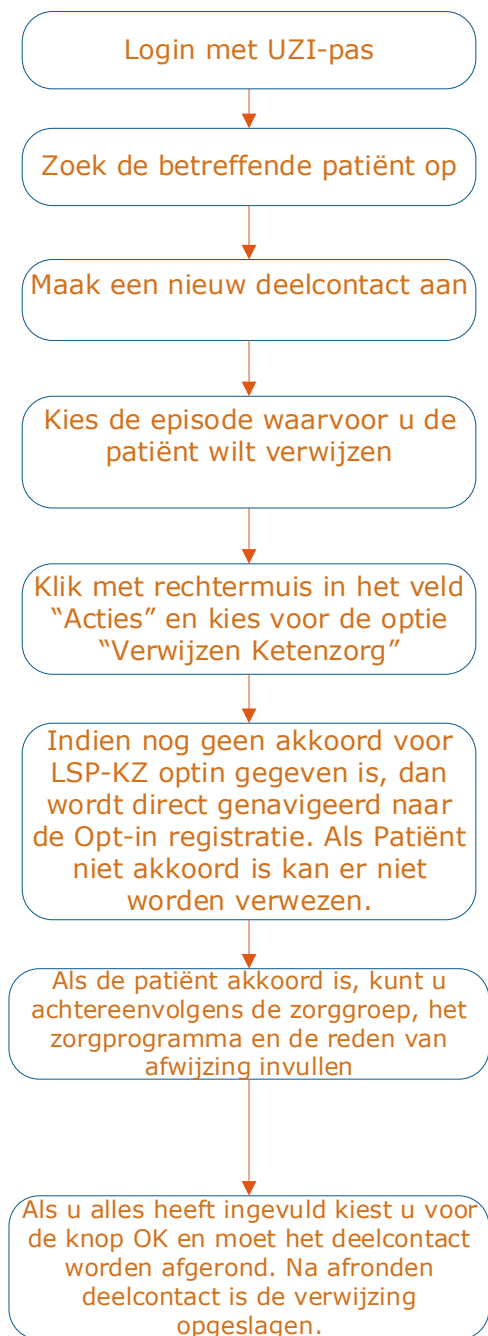 Login met UZI-pas
Zoek de betreffende patiënt op
Maak een nieuw deelcontact aan
Kies de episode waarvoor u de
patiënt wilt verwijzen
Klik met rechtermuis in het veld
“Acties” en kies voor de optie
“Verwijzen Ketenzorg”
Indien nog geen akkoord voor
LSP-KZ optin gegeven is, dan
wordt direct genavigeerd naar
de Opt-in registratie. Als Patiënt
niet akkoord is kan er niet
worden verwezen.
Als de patiënt akkoord is, kunt u
achtereenvolgens de zorggroep, het
zorgprogramma en de reden van
afwijzing invullen
Als u alles heeft ingevuld kiest u voor
de knop OK en moet het deelcontact
worden afgerond. Na afronden
deelcontact is de verwijzing
opgeslagen.